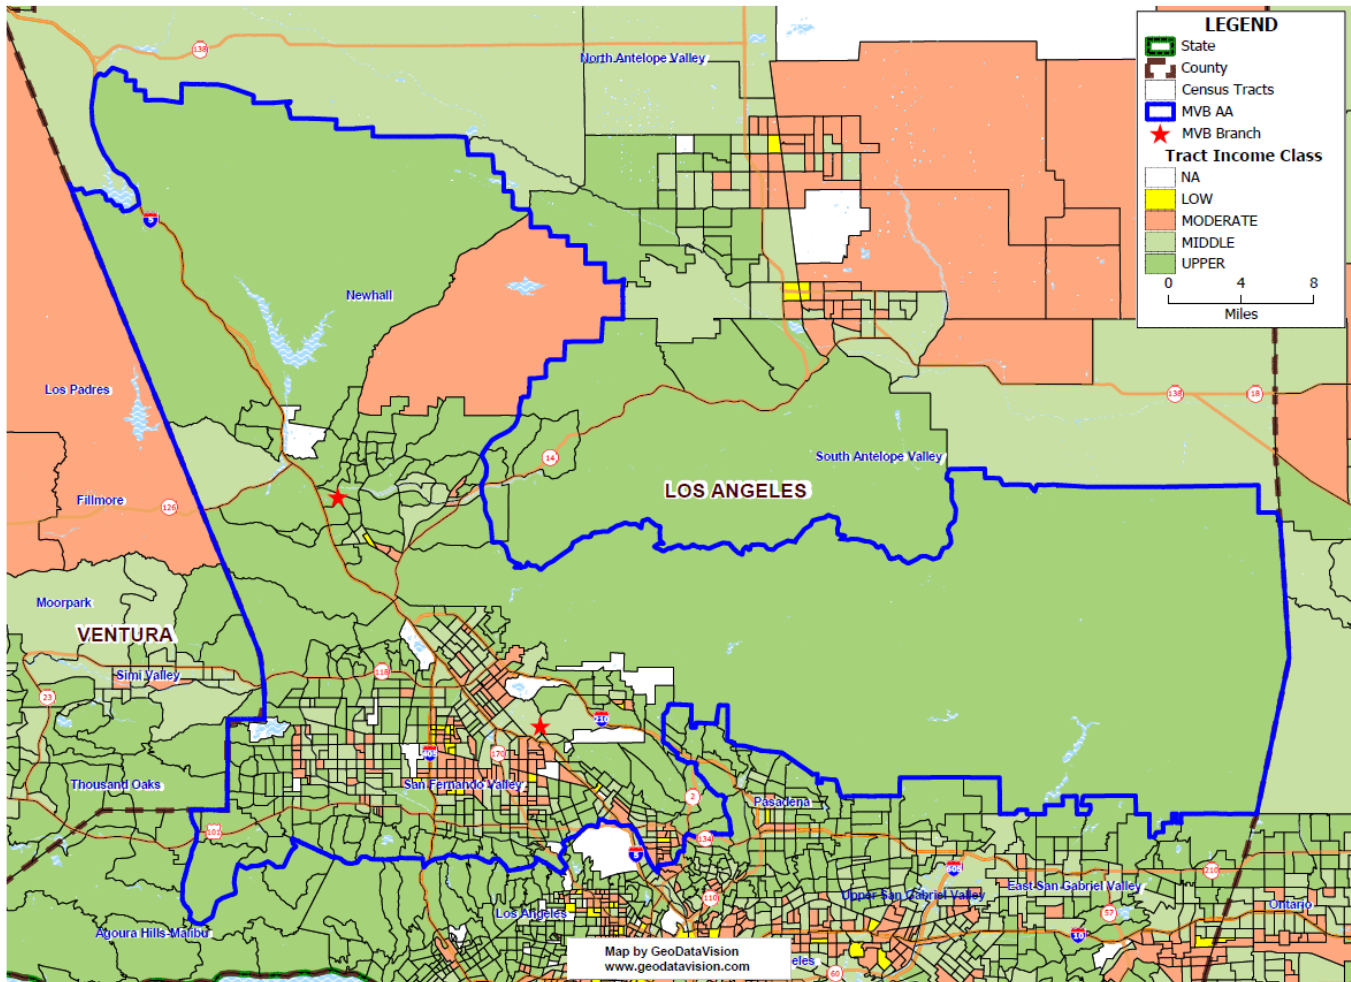 LEGEND
State
County
Census Tracts
MVB AA
MVB Branch
Tract Income Class
NA
LOW
MODERATE
MIDDLE
UPPER
0 4 8
Miles
138
North Antelope Valley
5
Newhall
Los Padres
138
18
14
South Antelope Valley
LOS ANGELES
Fillmore
126
Moorpark
VENTURA
Simi Valley
118
23
210
405
170
Thousand Oaks
San Fernando Valley
2
Pasadena
101
134
5
605
210
Upper San Gabriel Valley
East San Gabriel Valley
110
Los Angeles
57
Ontario
Agoura Hills-Malibu
10
60
eles
Map by GeoDataVision
www.geodatavision.com